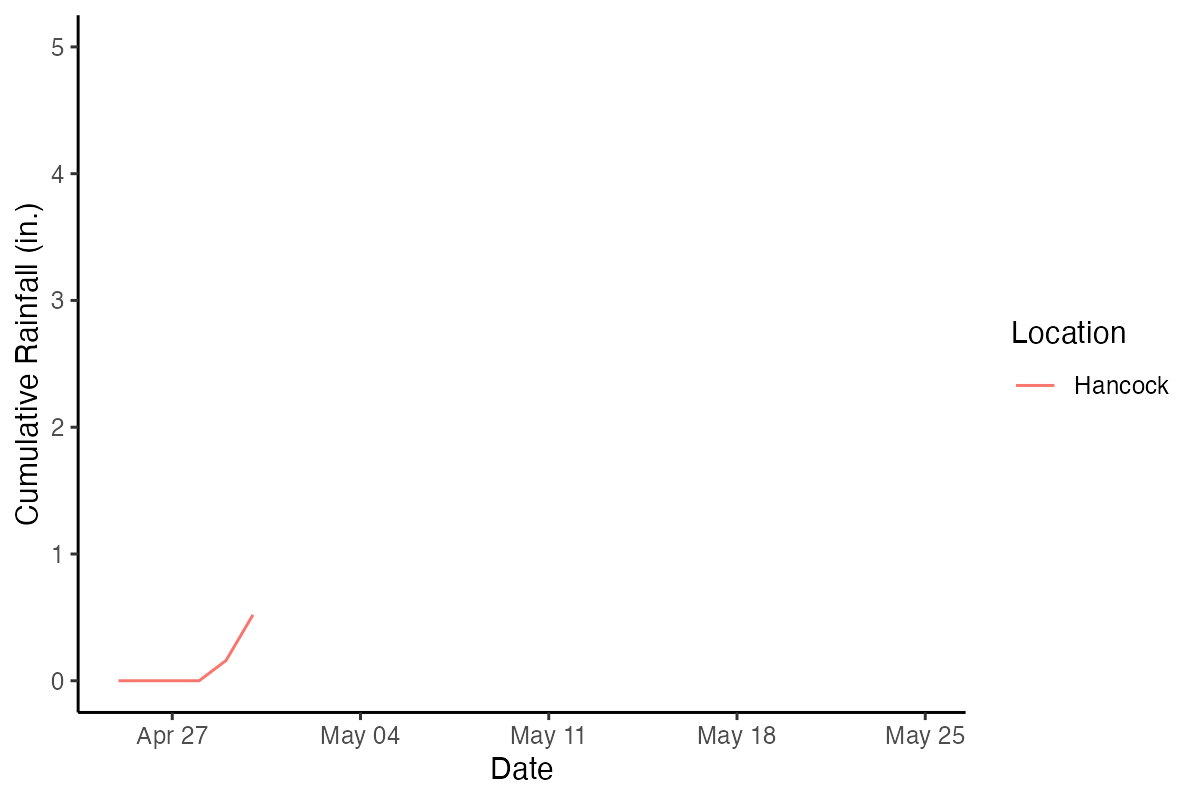 5
4
3
2
1
0
Cumulative Rainfall (in.)
Apr 27
May 04
May 11
May 18
May 25
Date
Location
Hancock